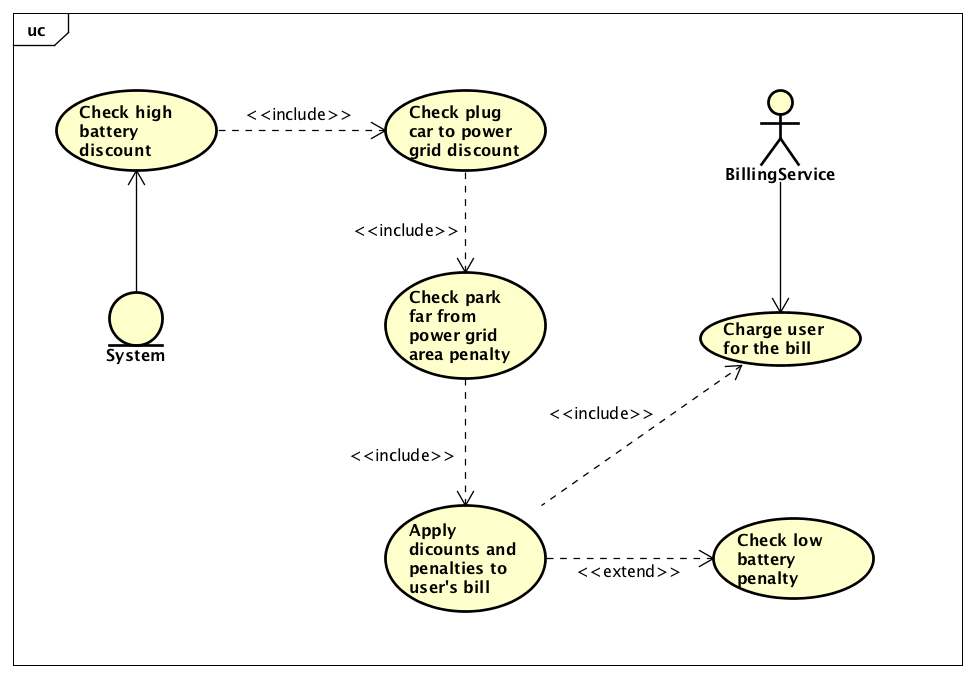 uc
Check high
battery
discount
<<include>>
Check plug
car to power
grid discount
BillingService
<<include>>
System
Check park
far from
power grid
area penalty
Charge user
for the bill
<<include>>
<<include>>
Apply
dicounts and
penalties to
user's bill
<<extend>>
Check low
battery
penalty